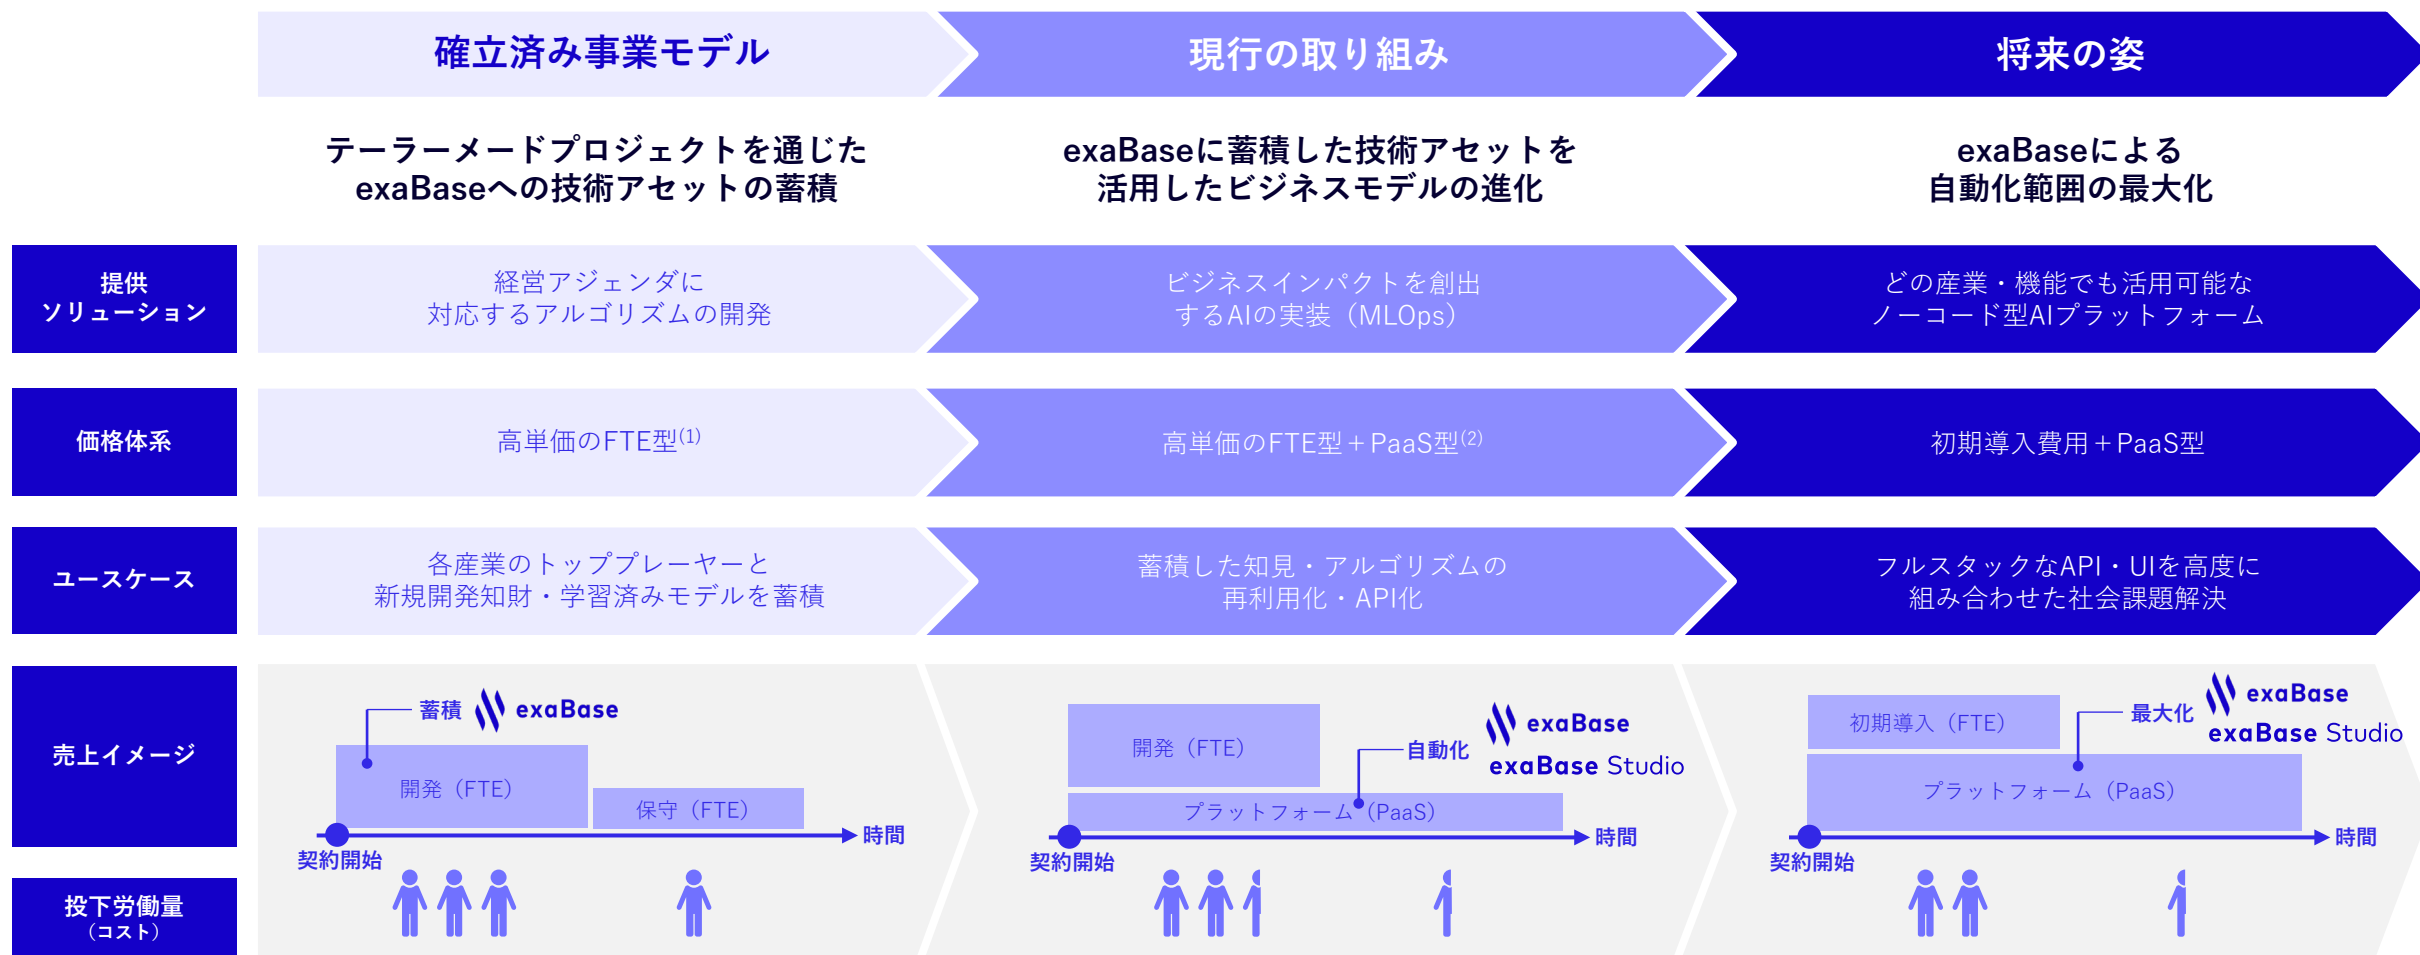 確立済み事業モデル
現行の取り組み
将来の姿
テーラーメードプロジェクトを通じた
exaBaseへの技術アセットの蓄積
exaBaseに蓄積した技術アセットを
活用したビジネスモデルの進化
exaBaseによる
自動化範囲の最大化
提供
ソリューション
経営アジェンダに
対応するアルゴリズムの開発
ビジネスインパクトを創出
するAIの実装（MLOps）
どの産業・機能でも活用可能な
ノーコード型AIプラットフォーム
価格体系
高単価のFTE型(1)
高単価のFTE型＋PaaS型(2)
初期導入費用＋PaaS型
ユースケース
各産業のトッププレーヤーと
新規開発知財・学習済みモデルを蓄積
蓄積した知見・アルゴリズムの
再利用化・API化
フルスタックなAPI・UIを高度に
組み合わせた社会課題解決
売上イメージ
蓄積 exaBase
開発（FTE）
保守（FTE）
時間
契約開始
開発（FTE）
自動化
exaBase
exaBase Studio
プラットフォーム（PaaS）
時間
契約開始
初期導入（FTE）
最大化
exaBase
exaBase Studio
プラットフォーム（PaaS）
時間
契約開始
投下労働量
（コスト）